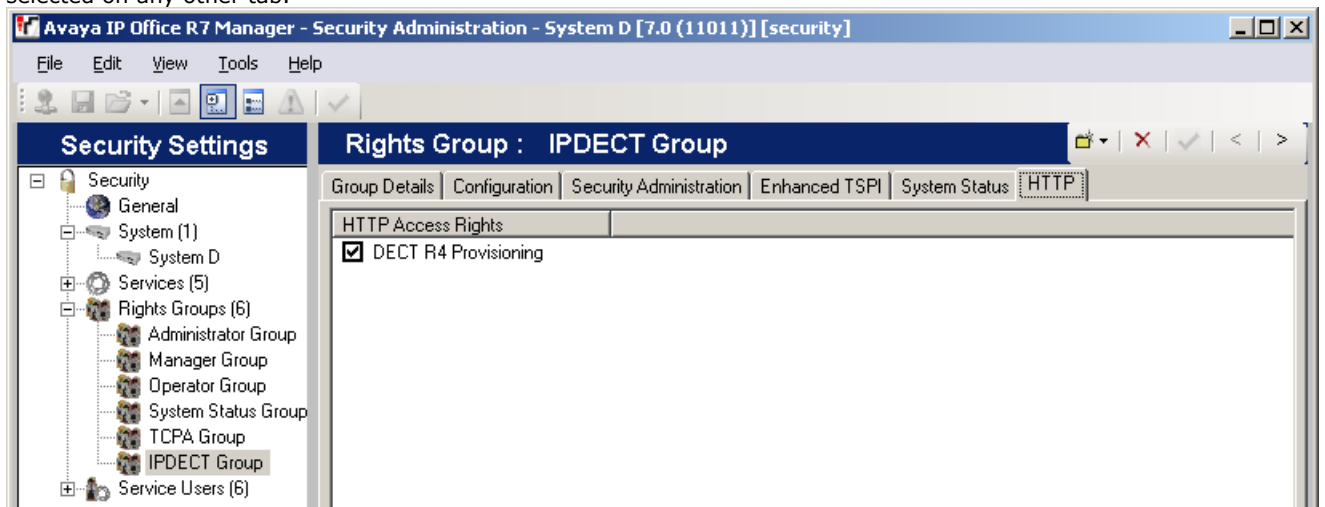 selected on any other tab.
Avaya IP Office R7 Manager - Security Administration - System D [7.0 (11011)] [security]
File Edit View Tools Help
Security Settings
Rights Group : IPDECT Group
Security
General
System (1)
System D
Services (5)
Rights Groups (6)
Administrator Group
Manager Group
Operator Group
System Status Group
TCPA Group
IPDECT Group
Service Users (6)
Group Details Configuration Security Administration Enhanced TSPI System Status HTTP
HTTP Access Rights
DECT R4 Provisioning